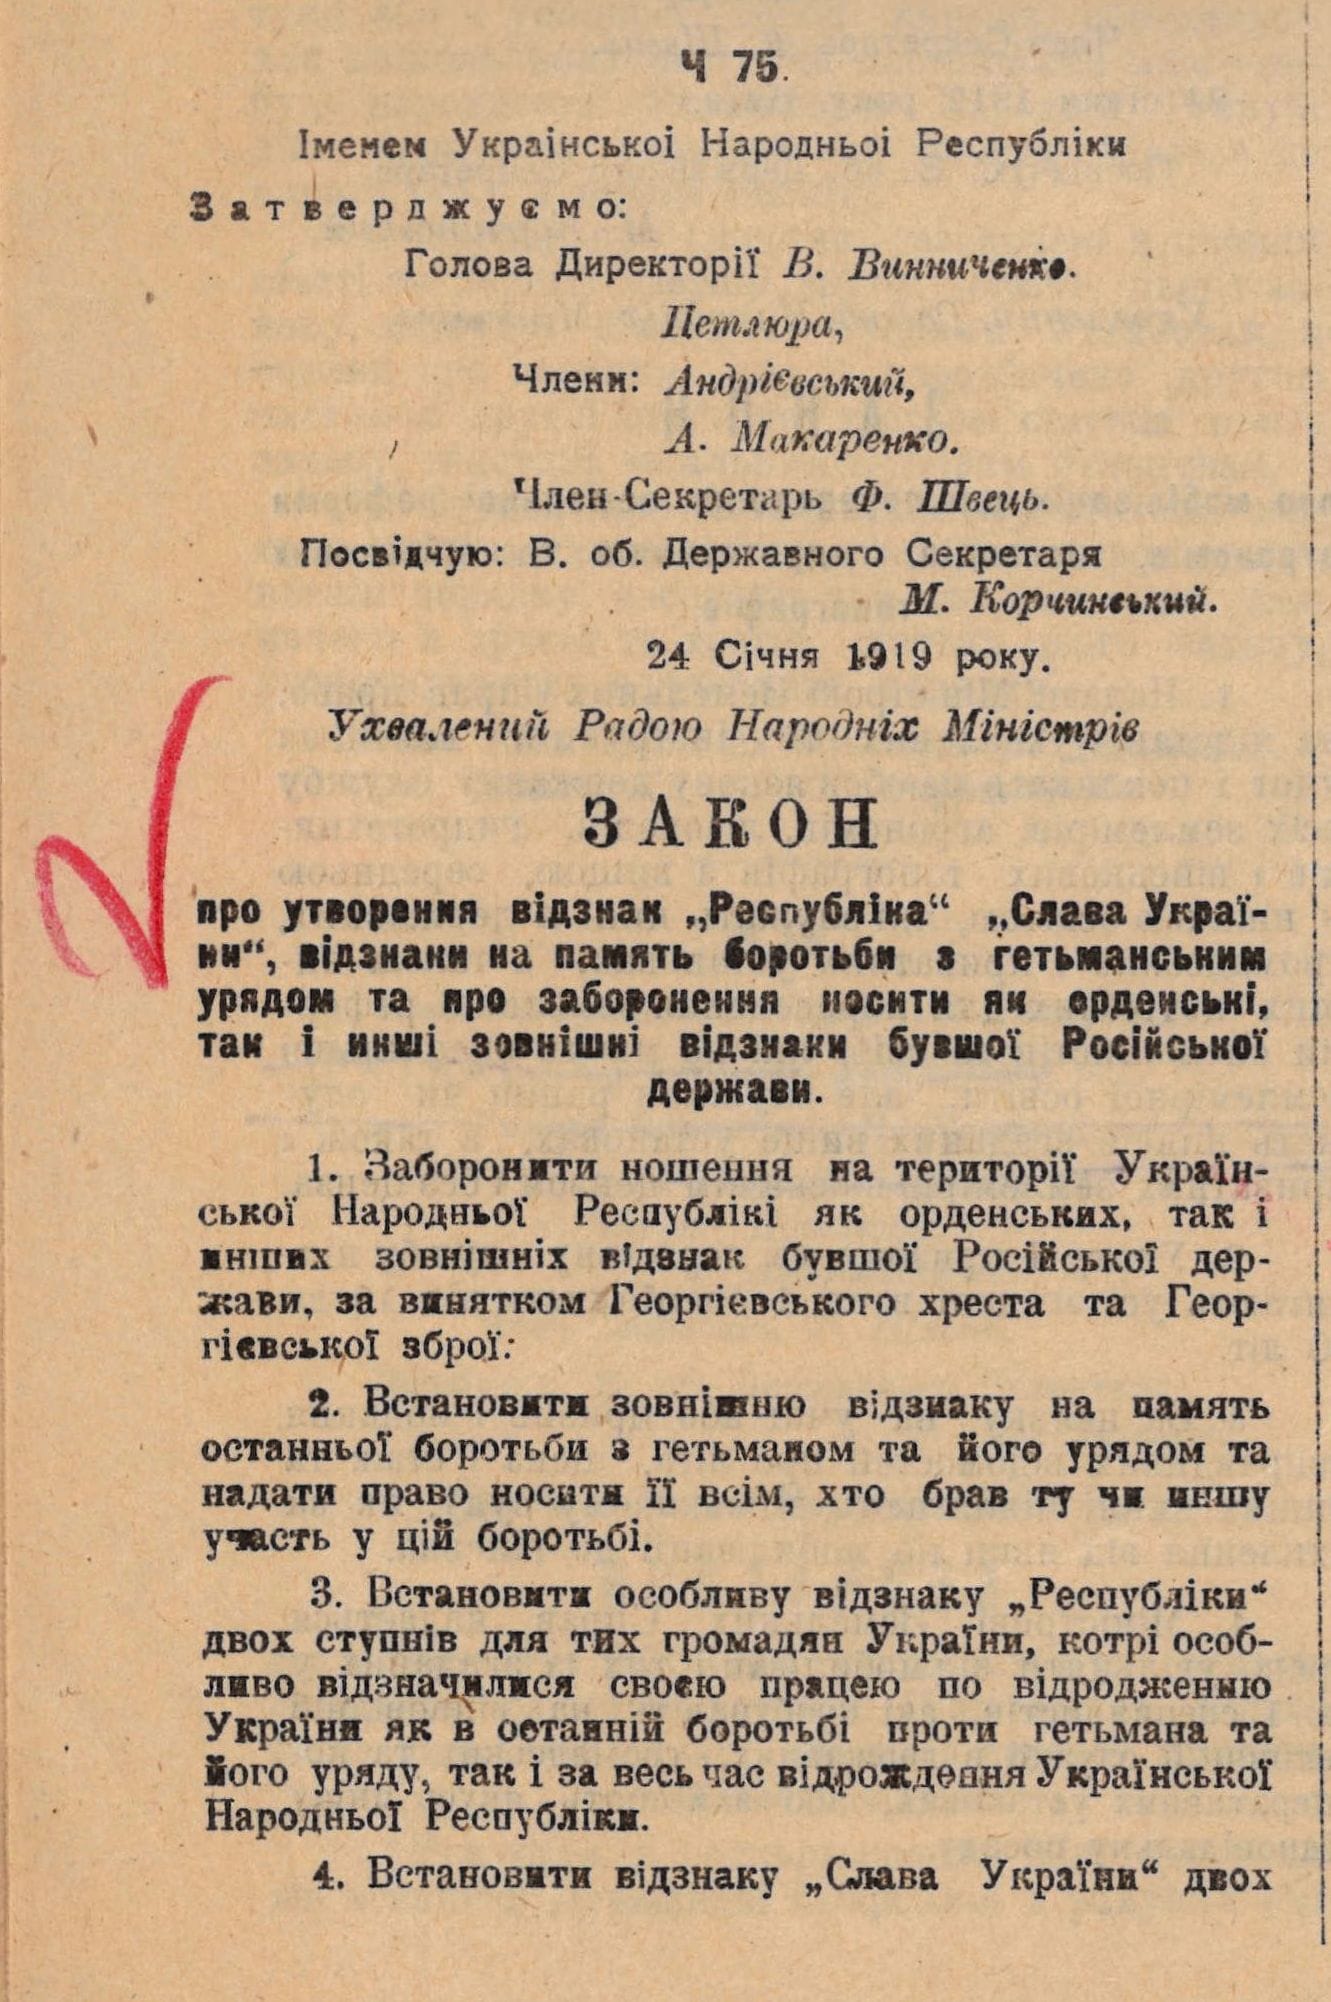 Ч 75.
Іменем Украінськоі Народньоі Республіки
Затверджуємо:
Голова Директорії В. Винниченко.
Петлюра,
Члени: Андрієвський,
А. Макаренко.
Член-Секретарь Ф. Швець.
Посвідчую: В. об. Державного Секретаря
М. Корчинський.
24 Січня 1919 року.
Ухвалений Радою Народніх Міністрів
ЗАКОН
про утворення відзнак „Республіка“ „Слава Украї-
ни“, відзнаки на память боротьби з гетьманським
урядом та про заборонення носити як орденські,
так і инші зовнішні відзнаки бувшої Російської
держави.
1. Заборонити ношення на території Україн-
ської Народньої Республікі як орденських, так і
инших зовнішніх відзнак бувшої Російської дер-
жави, за винятком Георгієвського хреста та Геор-
гієвської зброї:
2. Встановити зовнішню відзнаку на память
останньої боротьби з гетьманом та його урядом та
надати право носити її всім, хто брав ту чи иншу
участь у цій боротьбі.
3. Встановити особливу відзнаку „Республіки“
двох ступнів для тих громадян України, котрі особ-
ливо відзначилися своєю працею по відродженню
України як в останній боротьбі проти гетьмана та
його уряду, так і за весь час відрождення Української
Народньої Республіки.
4. Встановити відзнаку „Слава України“ двох